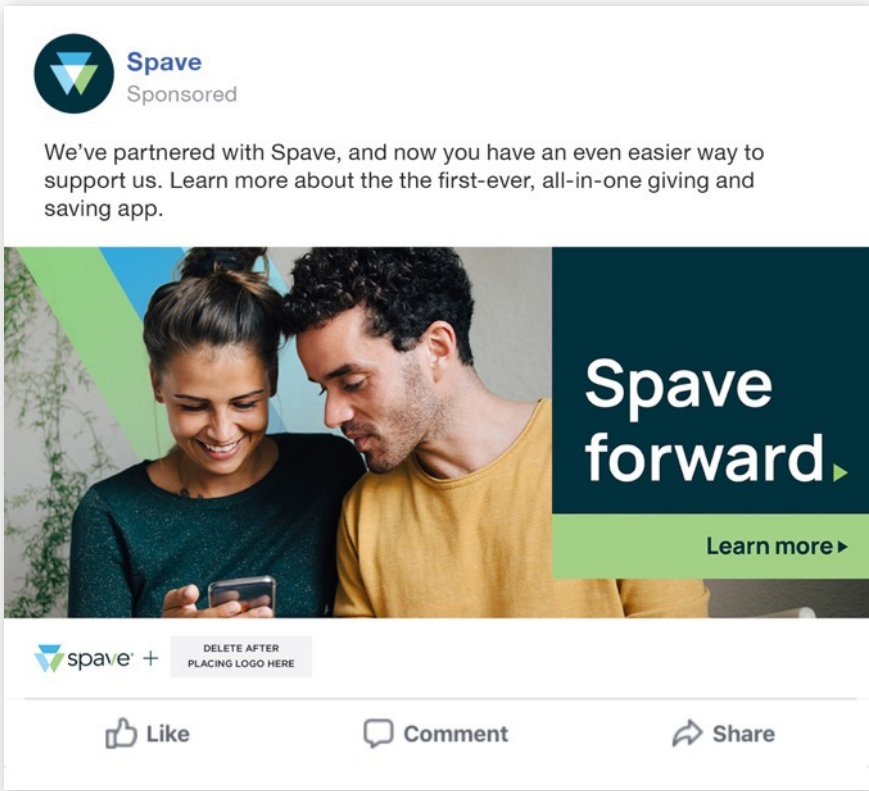 Spave
Sponsored
We’ve partnered with Spave, and now you have an even easier way to
support us. Learn more about the the first-ever, all-in-one giving and
saving app.
Spave
forward
Learn more
spave +
DELETE AFTER
PLACING LOGO HERE
Like
Comment
Share